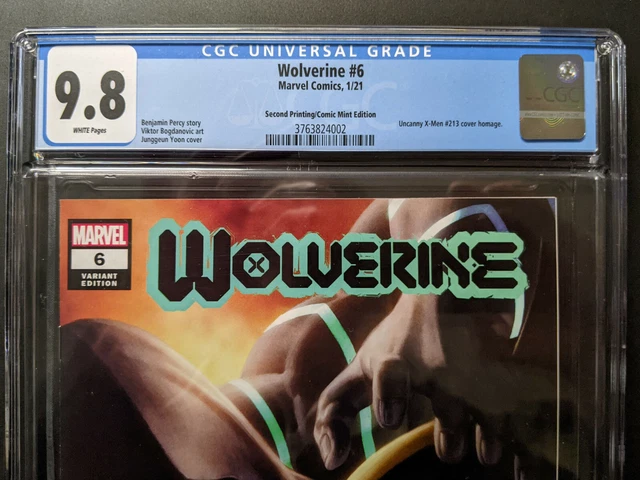 CGC UNIVERSAL GRADE
9.8
WHITE Pages
Wolverine #6
Marvel Comics, 1/21
Second Printing/Comic Mint Edition
Benjamin Percy story
Viktor Bogdanovic art
Junggeun Yoon cover
3763824002
Uncanny X-Men #213 cover homage.
CGC
MARVEL
6
VARIANT
EDITION
WOLVERINE